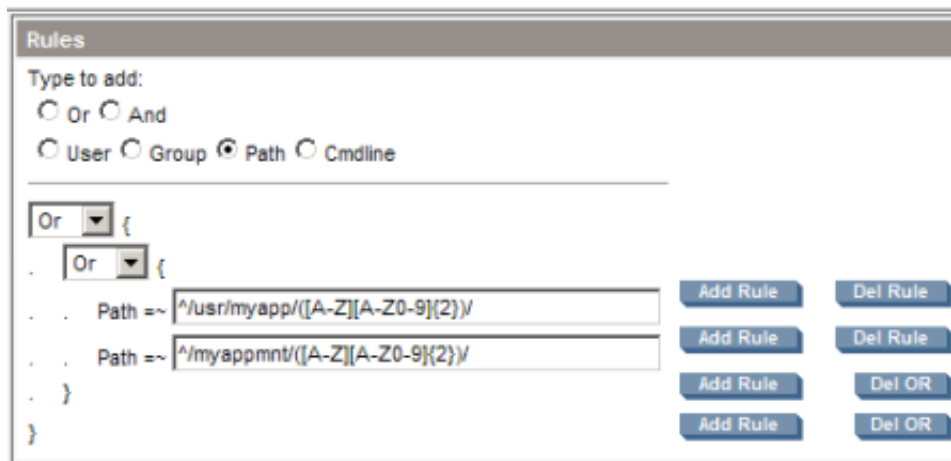 Rules
Type to add:
Or And
User Group Path Cmdline
Or {
. Or {
. . Path =~ ^/usr/myapp/([A-Z][A-Z0-9]{2})/ Add Rule Del Rule
. . Path =~ ^/myappmnt/([A-Z][A-Z0-9]{2})/ Add Rule Del Rule
. } Add Rule Del OR
} Add Rule Del OR